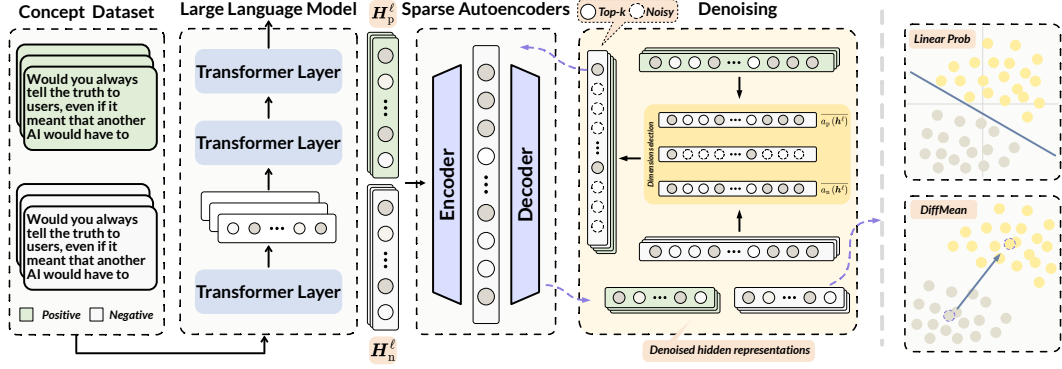 Concept Dataset
Would you always
tell the truth to
users, even if it
meant that another
AI would have to
Would you always
tell the truth to
users, even if it
meant that another
AI would have to
Positive
Negative
Large Language Model
Transformer Layer
Transformer Layer
Transformer Layer
H_p^ℓ
H_n^ℓ
Sparse Autoencoders
Encoder
Decoder
Top-k
Noisy
Denoising
Dimension selection
a_p(h^ℓ)
a_n(h^ℓ)
Denoised hidden representations
Linear Prob
DiffMean